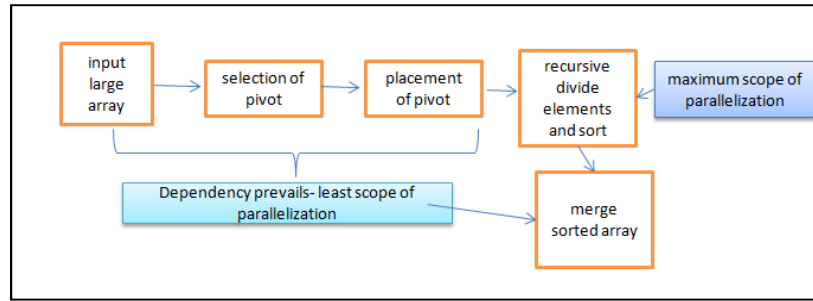 input
large
array
selection of
pivot
placement
of pivot
recursive
divide
elements
and sort
maximum scope of
parallelization
Dependency prevails- least scope of
parallelization
merge
sorted array